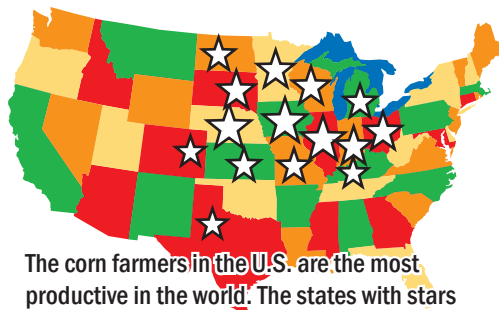 The corn farmers in the U.S. are the most
productive in the world. The states with stars